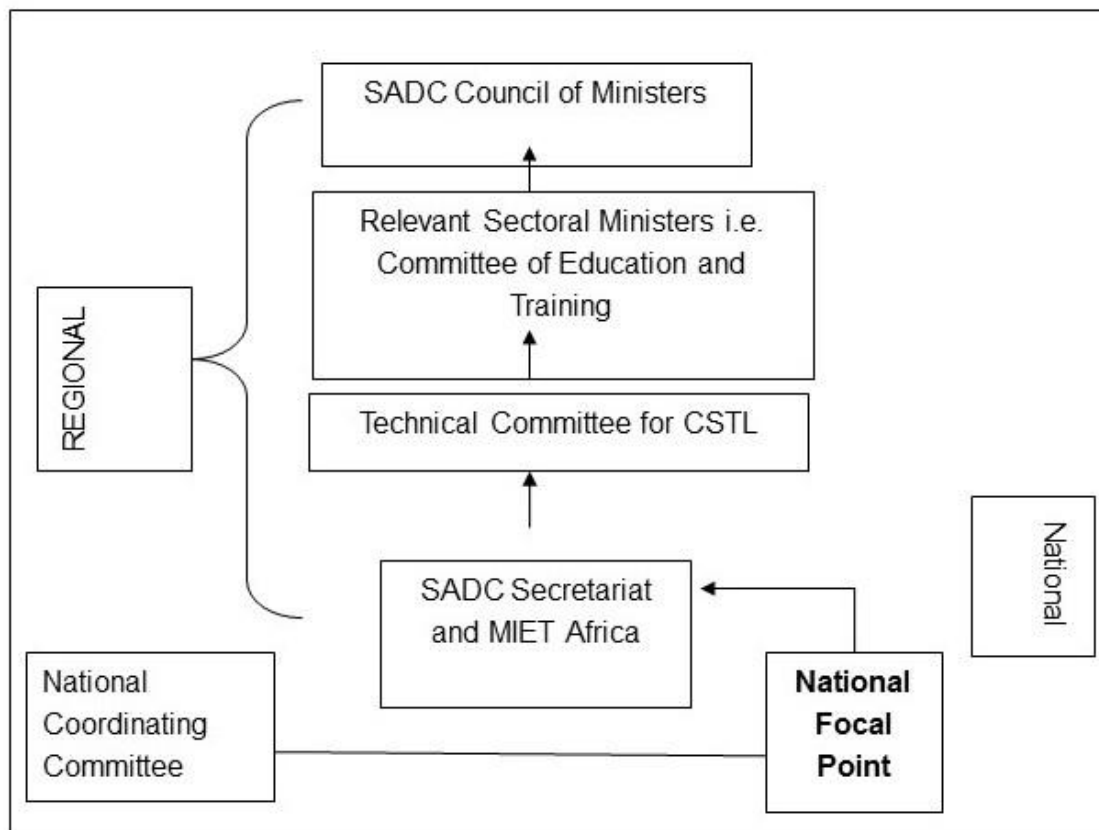 SADC Council of Ministers
Relevant Sectoral Ministers i.e.
Committee of Education and
Training
REGIONAL
Technical Committee for CSTL
National
SADC Secretariat
and MIET Africa
National
Coordinating
Committee
National
Focal
Point